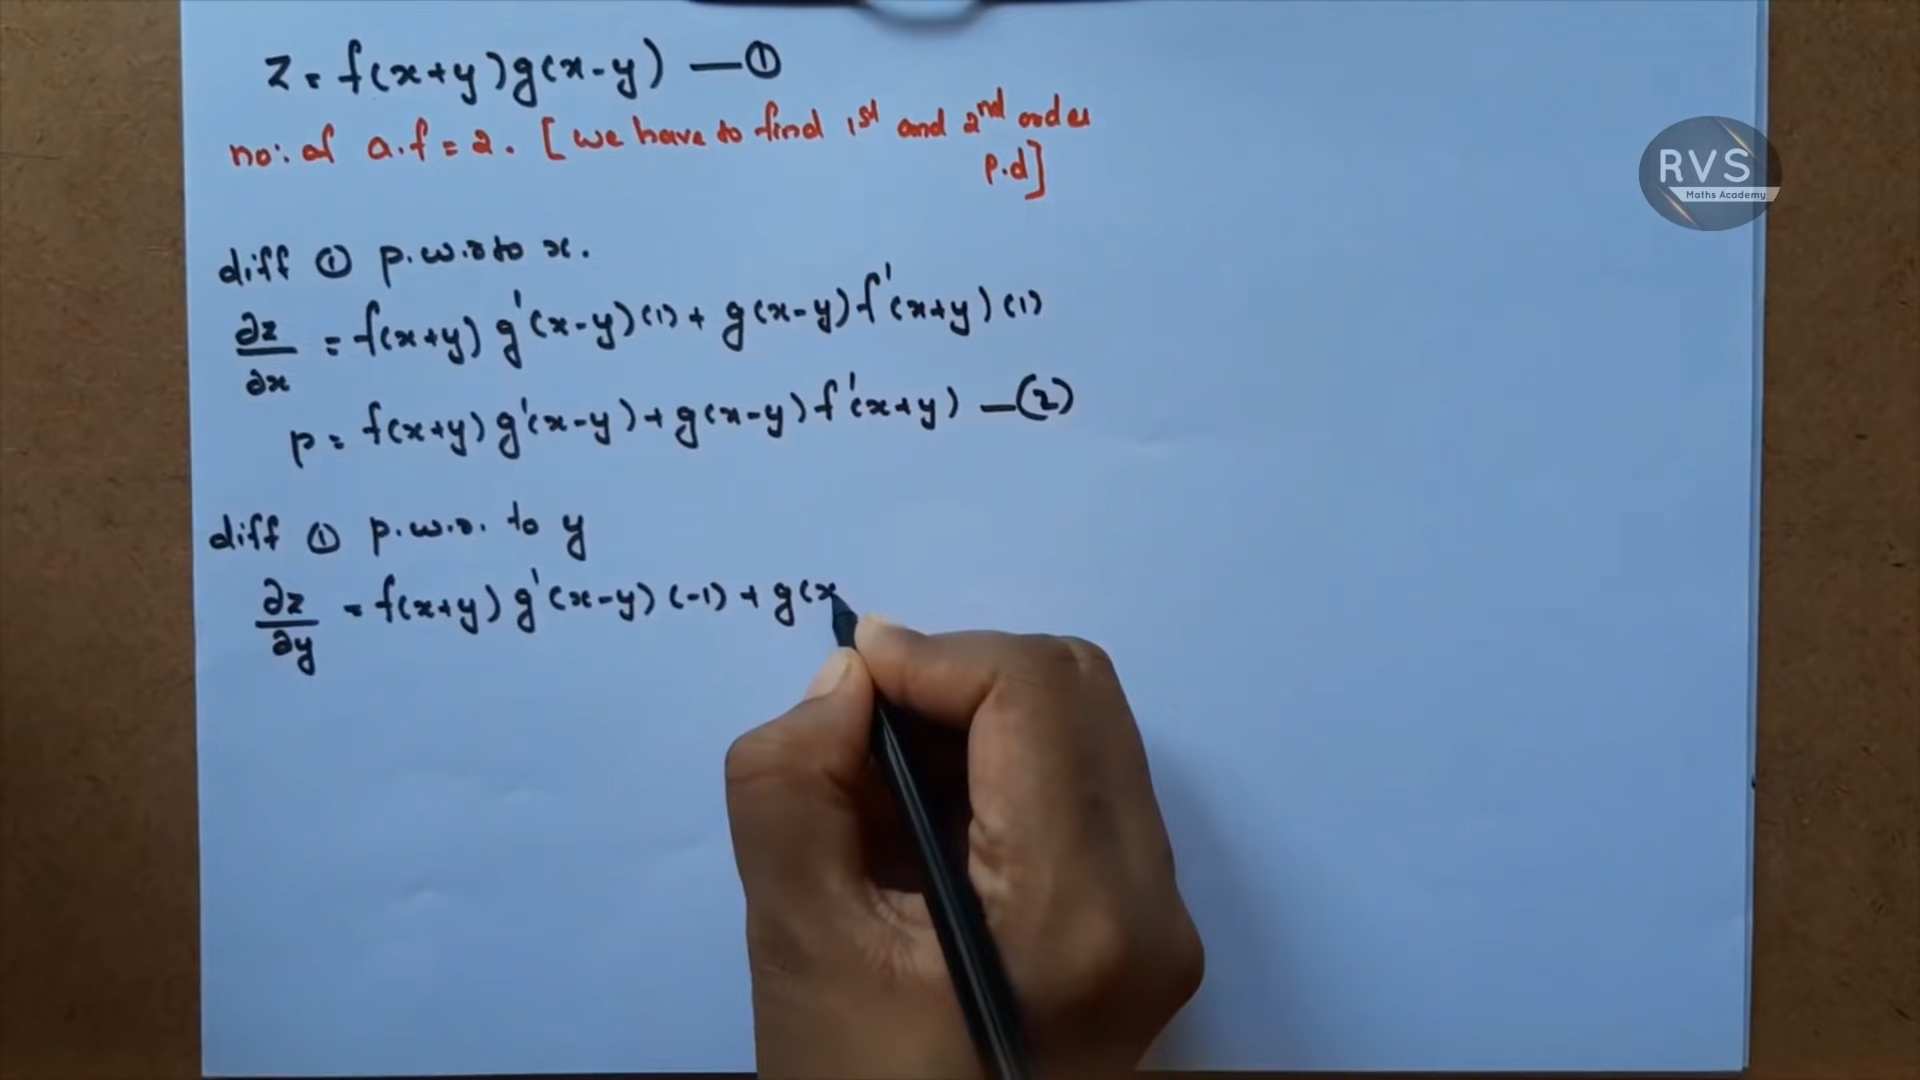 z = f(x+y)g(x-y) — ①
no: of a.f = 2. [we have to find 1st and 2nd order
p.d]
RVS
Maths Academy
diff ① p.w.r to x.
∂z/∂x = f(x+y) g'(x-y)(1) + g(x-y) f'(x+y)(1)
p = f(x+y) g'(x-y) + g(x-y) f'(x+y) — (2)
diff ① p.w.r. to y
∂z/∂y = f(x+y) g'(x-y)(-1) + g(x